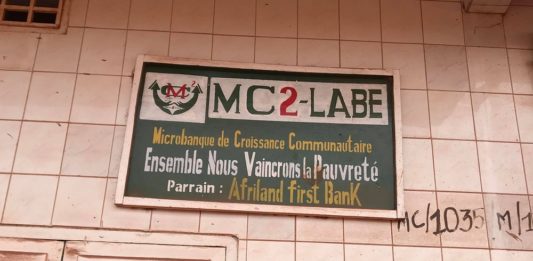 MC2-LABE
Microbanque de Croissance Communautaire
Ensemble Nous Vaincrons la Pauvreté
Parrain : Afriland first Bank
MC/1035 M/1